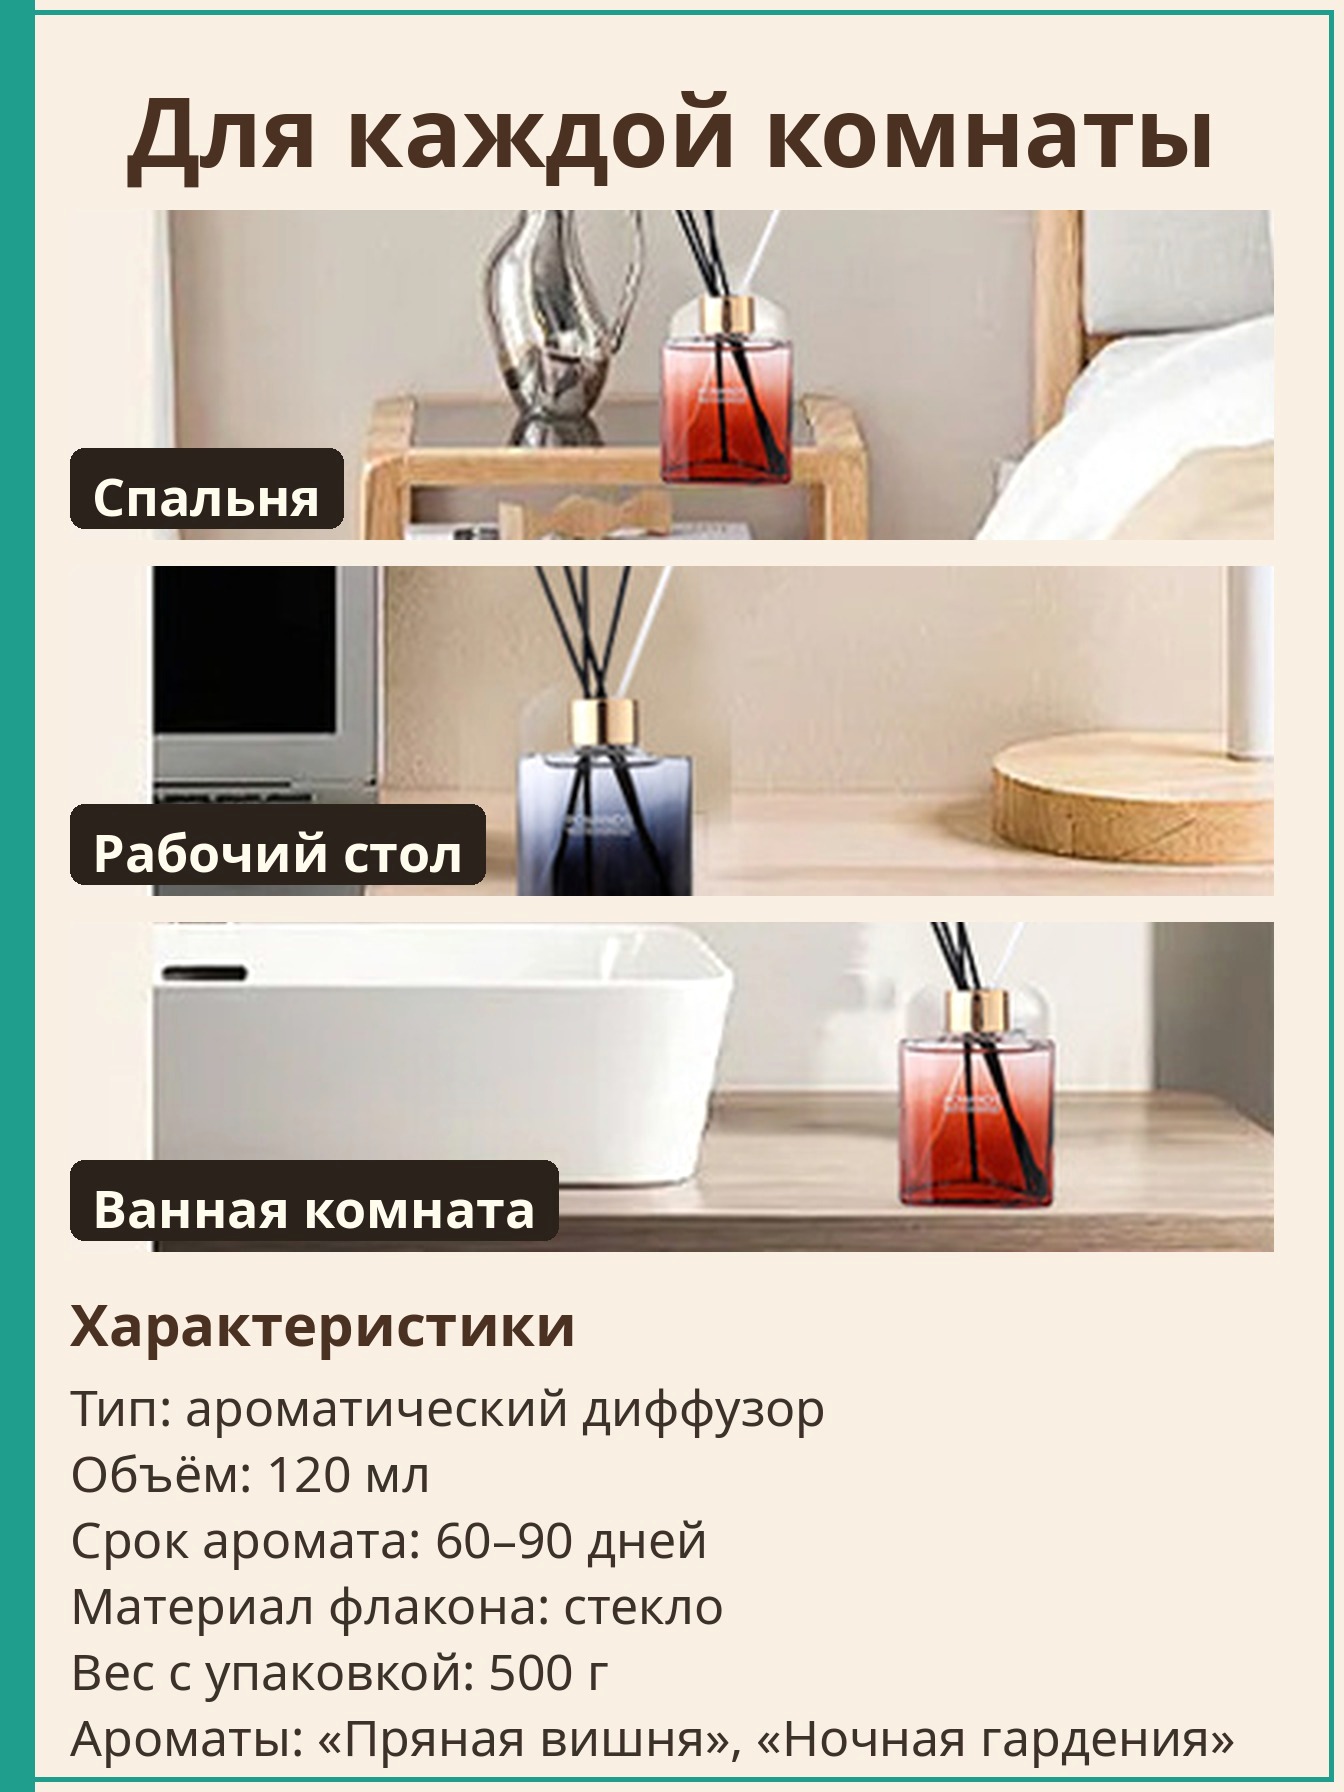 Для каждой комнаты
Спальня
Рабочий стол
Ванная комната
Характеристики
Тип: ароматический диффузор
Объём: 120 мл
Срок аромата: 60–90 дней
Материал флакона: стекло
Вес с упаковкой: 500 г
Ароматы: «Пряная вишня», «Ночная гардения»